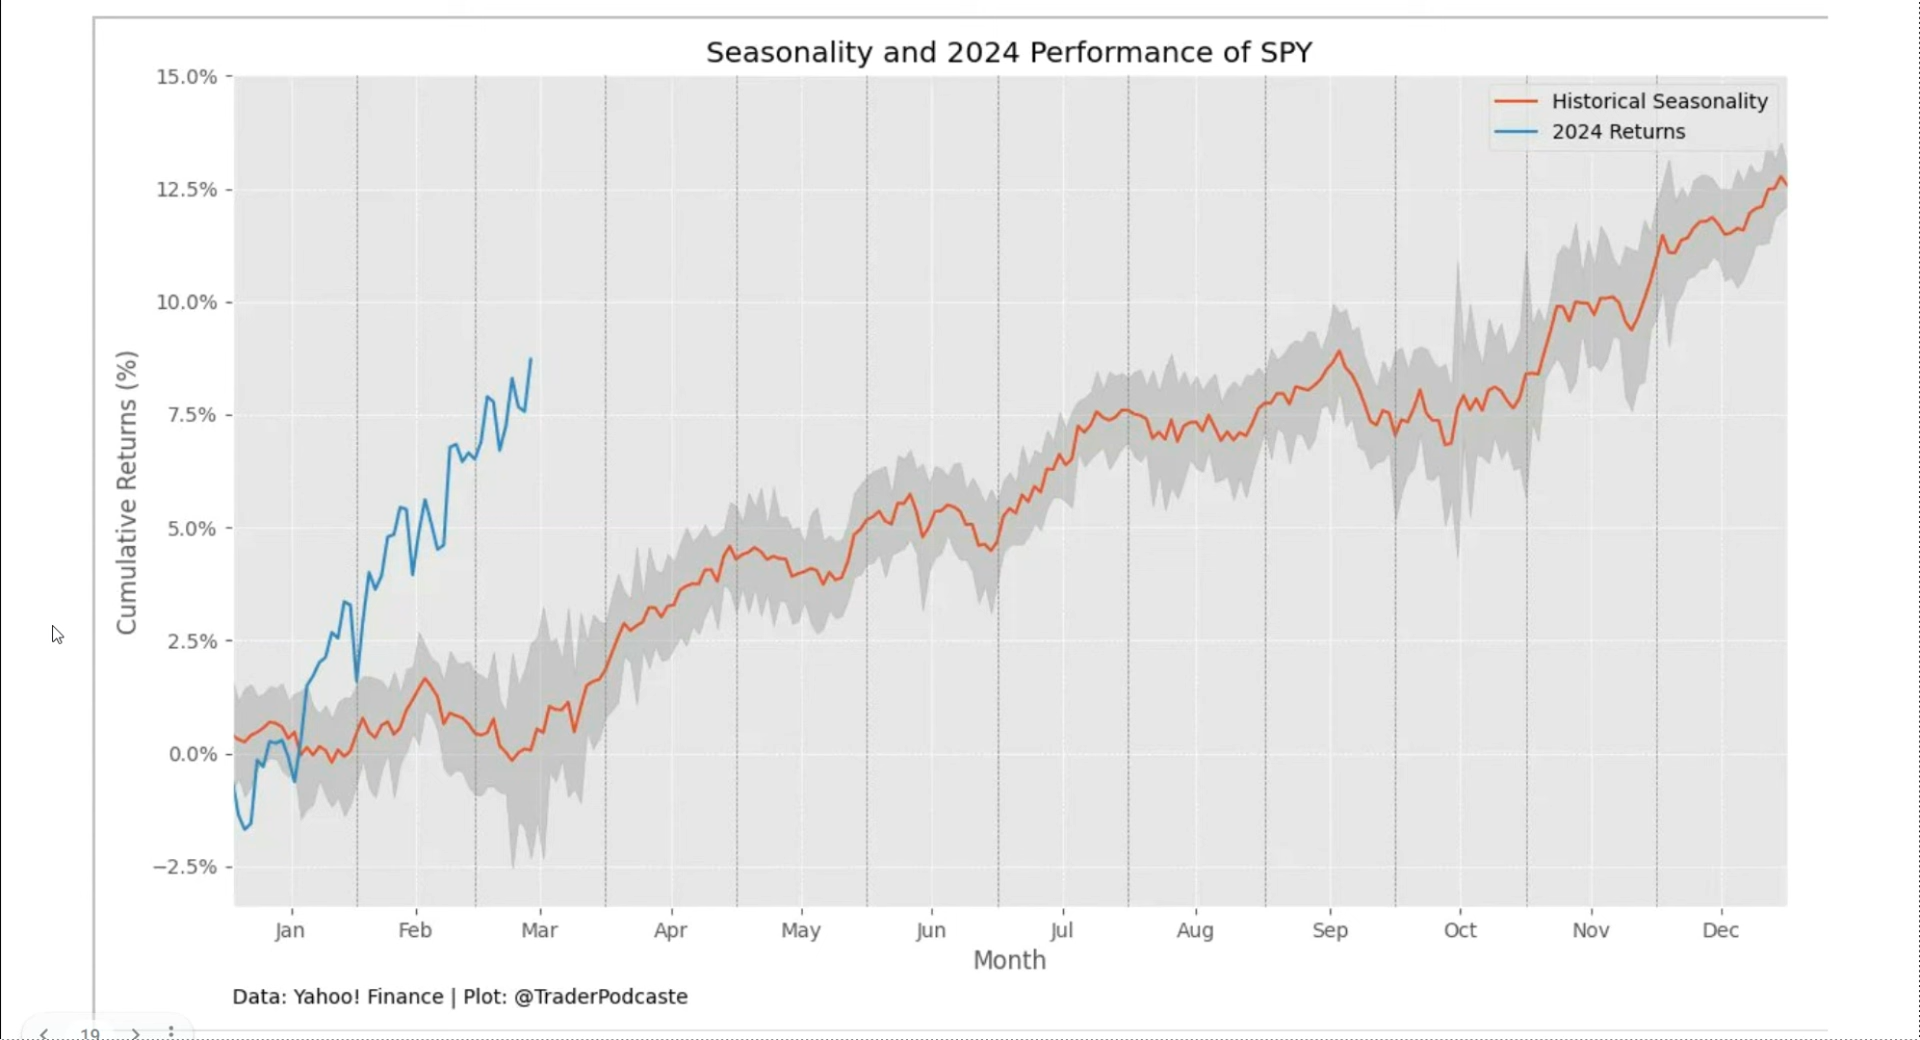 Seasonality and 2024 Performance of SPY
15.0%
12.5%
10.0%
7.5%
5.0%
2.5%
0.0%
−2.5%
Cumulative Returns (%)
Historical Seasonality
2024 Returns
Jan Feb Mar Apr May Jun Jul Aug Sep Oct Nov Dec
Month
Data: Yahoo! Finance | Plot: @TraderPodcaste
19